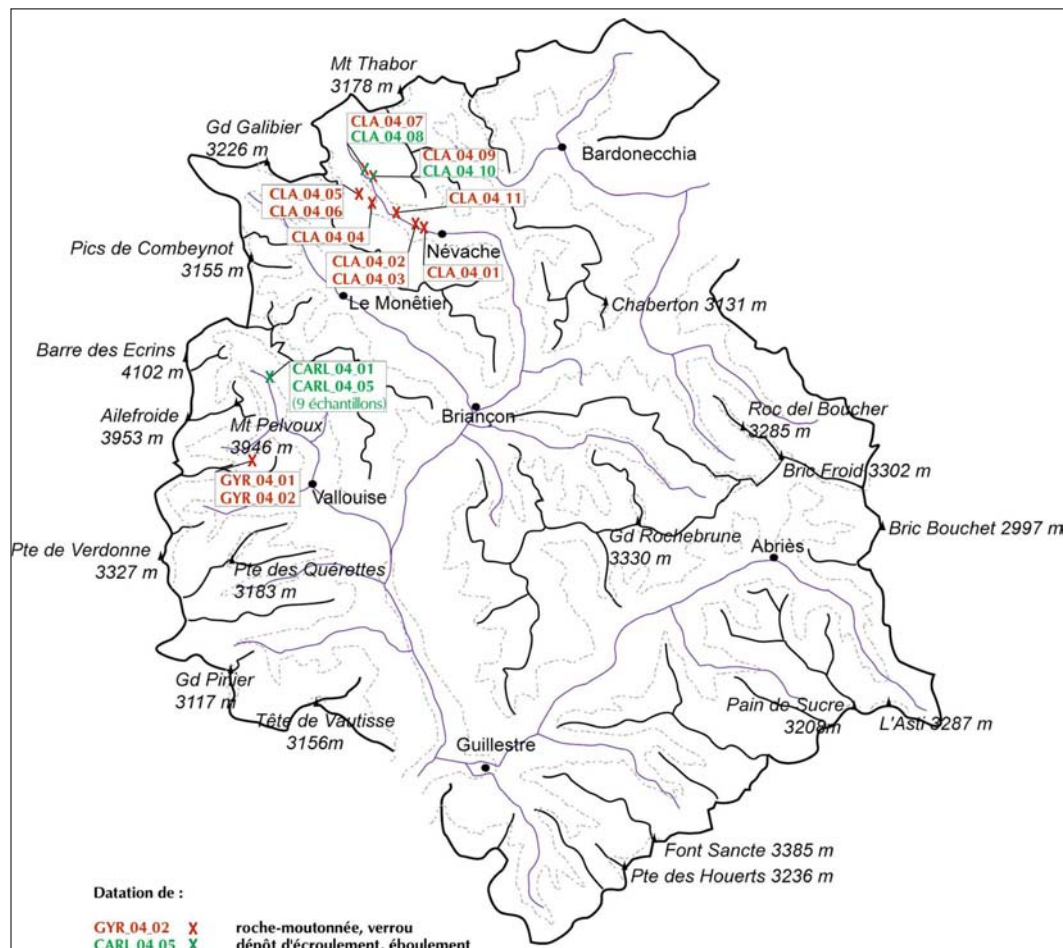 Mt Thabor
3178 m
Gd Galibier
3226 m
CLA_04_07
CLA_04_08
Bardonecchia
CLA_04_09
CLA_04_10
CLA_04_05
CLA_04_06
CLA_04_11
CLA_04_04
Pics de Combeynot
3155 m
Névache
CLA_04_02
CLA_04_03
CLA_04_01
Le Monêtier
Chaberton 3131 m
Barre des Ecrins
4102 m
CARL_04_01
CARL_04_05
(9 échantillons)
Ailefroide
3953 m
Mt Pelvoux
3946 m
Briançon
Roc del Boucher
3285 m
Bric Froid 3302 m
GYR_04_01
GYR_04_02
Vallouise
Bric Bouchet 2997 m
Gd Rochebrune
3330 m
Abriès
Pte de Verdonne
3327 m
Pte des Quérettes
3183 m
Gd Pinier
3117 m
Tête de Vautisse
3156m
Pain de Sucre
3208m
L'Asti 3287 m
Guillestre
Font Sancte 3385 m
Pte des Houerts 3236 m
Datation de :
GYR_04_02 X roche-moutonnée, verrou
CARL_04_05 X dépôt d'écroulement, éboulement